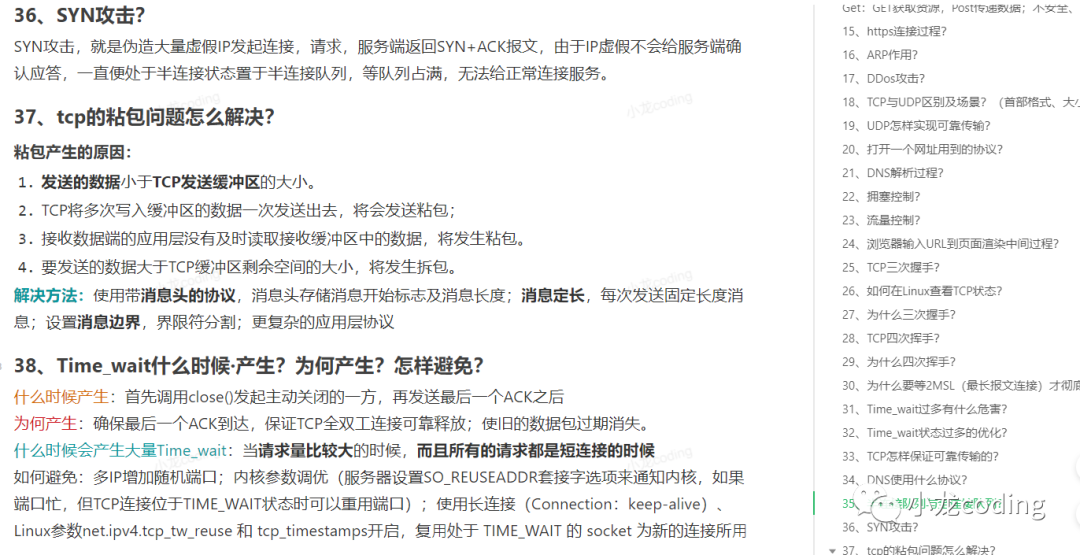 36、SYN攻击?
SYN攻击，就是伪造大量虚假IP发起连接，请求，服务端返回SYN+ACK报文，由于IP虚假不会给服务端确
认应答，一直便处于半连接状态置于半连接队列，等队列占满，无法给正常连接服务。
37、tcp的粘包问题怎么解决?
粘包产生的原因：
1. 发送的数据小于TCP发送缓冲区的大小。
2. TCP将多次写入缓冲区的数据一次发送出去，将会发送粘包；
3. 接收数据端的应用层没有及时读取接收缓冲区中的数据，将发生粘包。
4. 要发送的数据大于TCP缓冲区剩余空间的大小，将发生拆包。
解决方法：使用带消息头的协议，消息头存储消息开始标志及消息长度；消息定长，每次发送固定长度消
息；设置消息边界，界限符分割；更复杂的应用层协议
38、Time_wait什么时候·产生？为何产生？怎样避免？
什么时候产生：首先调用close()发起主动关闭的一方，再发送最后一个ACK之后
为何产生：确保最后一个ACK到达，保证TCP全双工连接可靠释放；使旧的数据包过期消失。
什么时候会产生大量Time_wait：当请求量比较大的时候，而且所有的请求都是短连接的时候
如何避免：多IP增加随机端口；内核参数调优（服务器设置SO_REUSEADDR套接字选项来通知内核，如果
端口忙，但TCP连接位于TIME_WAIT状态时可以重用端口）；使用长连接（Connection：keep-alive）、
Linux参数net.ipv4.tcp_tw_reuse 和 tcp_timestamps开启，复用处于 TIME_WAIT 的 socket 为新的连接所用
Get：GET获取资源，Post传递数据；不安全、
15、https连接过程?
16、ARP作用?
17、DDos攻击?
18、TCP与UDP区别及场景? （首部格式、大小
19、UDP怎样实现可靠传输?
20、打开一个网址用到的协议?
21、DNS解析过程?
22、拥塞控制?
23、流量控制?
24、浏览器输入URL到页面渲染中间过程?
25、TCP三次握手?
26、如何在Linux查看TCP状态?
27、为什么三次握手?
28、TCP四次挥手?
29、为什么四次挥手?
30、为什么要等2MSL（最长报文连接）才彻底
31、Time_wait过多有什么危害?
32、Time_wait状态过多的优化?
33、TCP怎样保证可靠传输的?
34、DNS使用什么协议?
35、
小龙coding
36、SYN攻击?
37、tcp的粘包问题怎么解决?
小龙coding